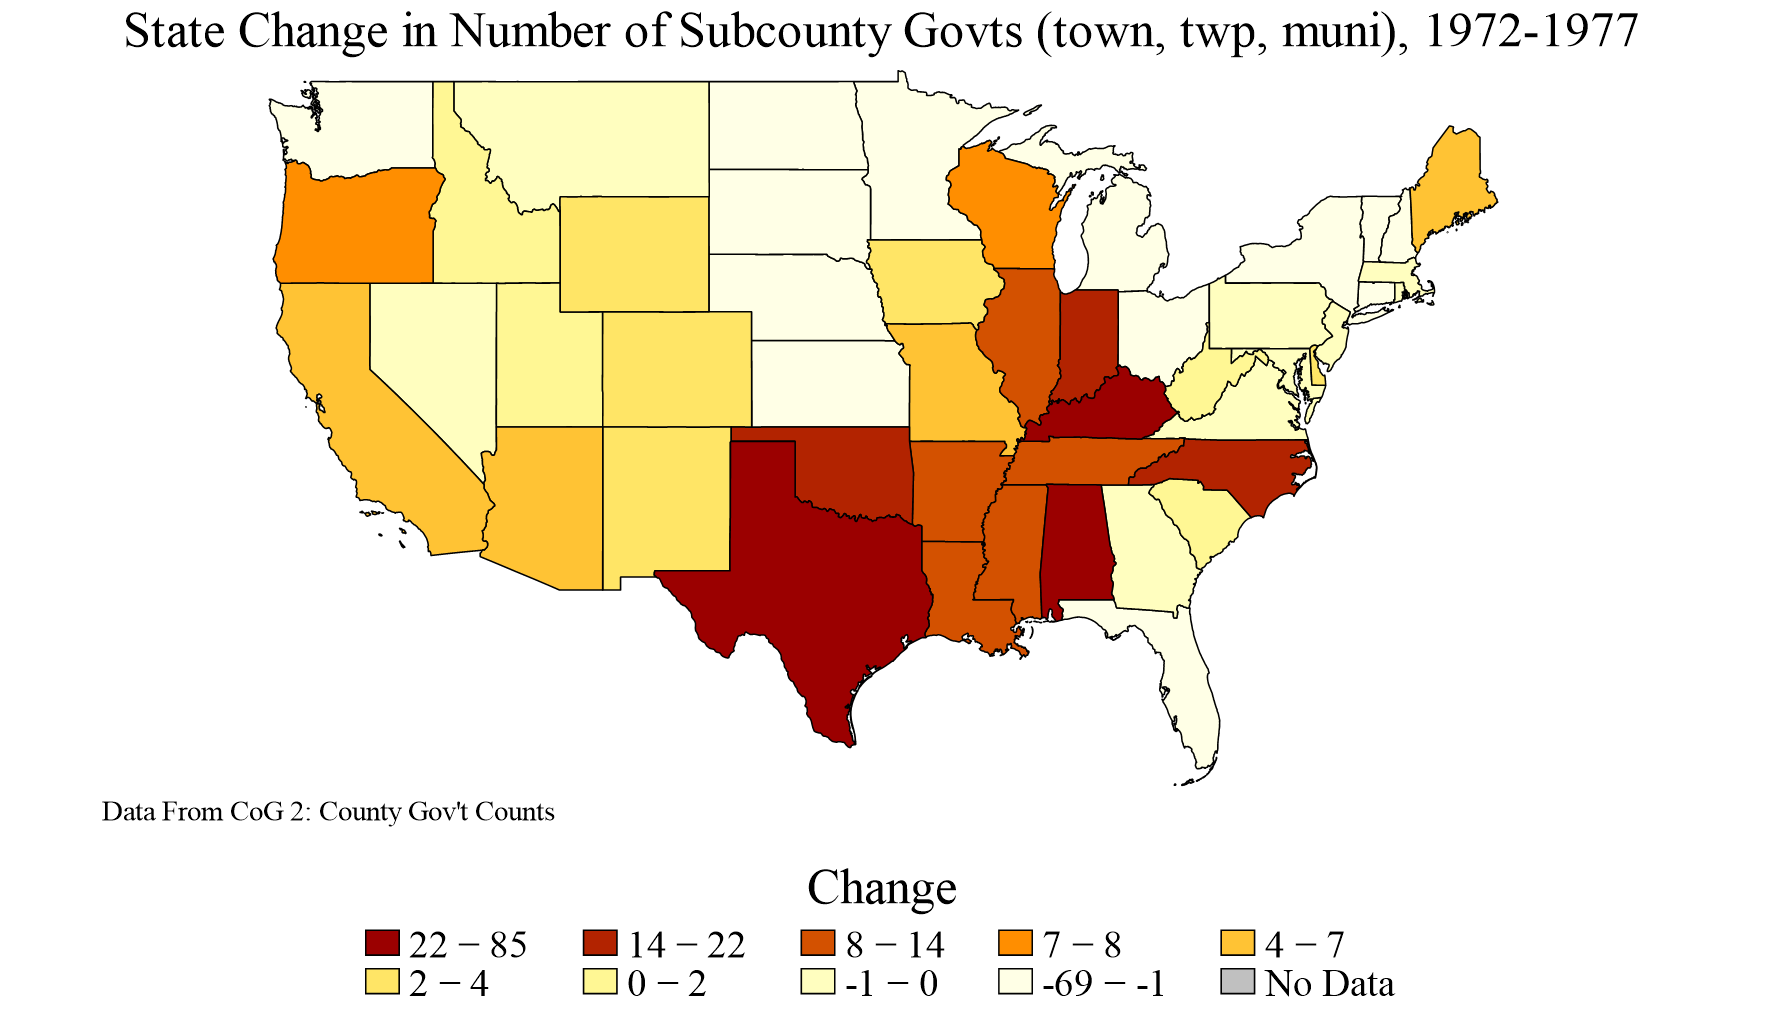 State Change in Number of Subcounty Govts (town, twp, muni), 1972-1977
Data From CoG 2: County Gov't Counts
Change
22 – 85 14 – 22 8 – 14 7 – 8 4 – 7
2 – 4 0 – 2 -1 – 0 -69 – -1 No Data